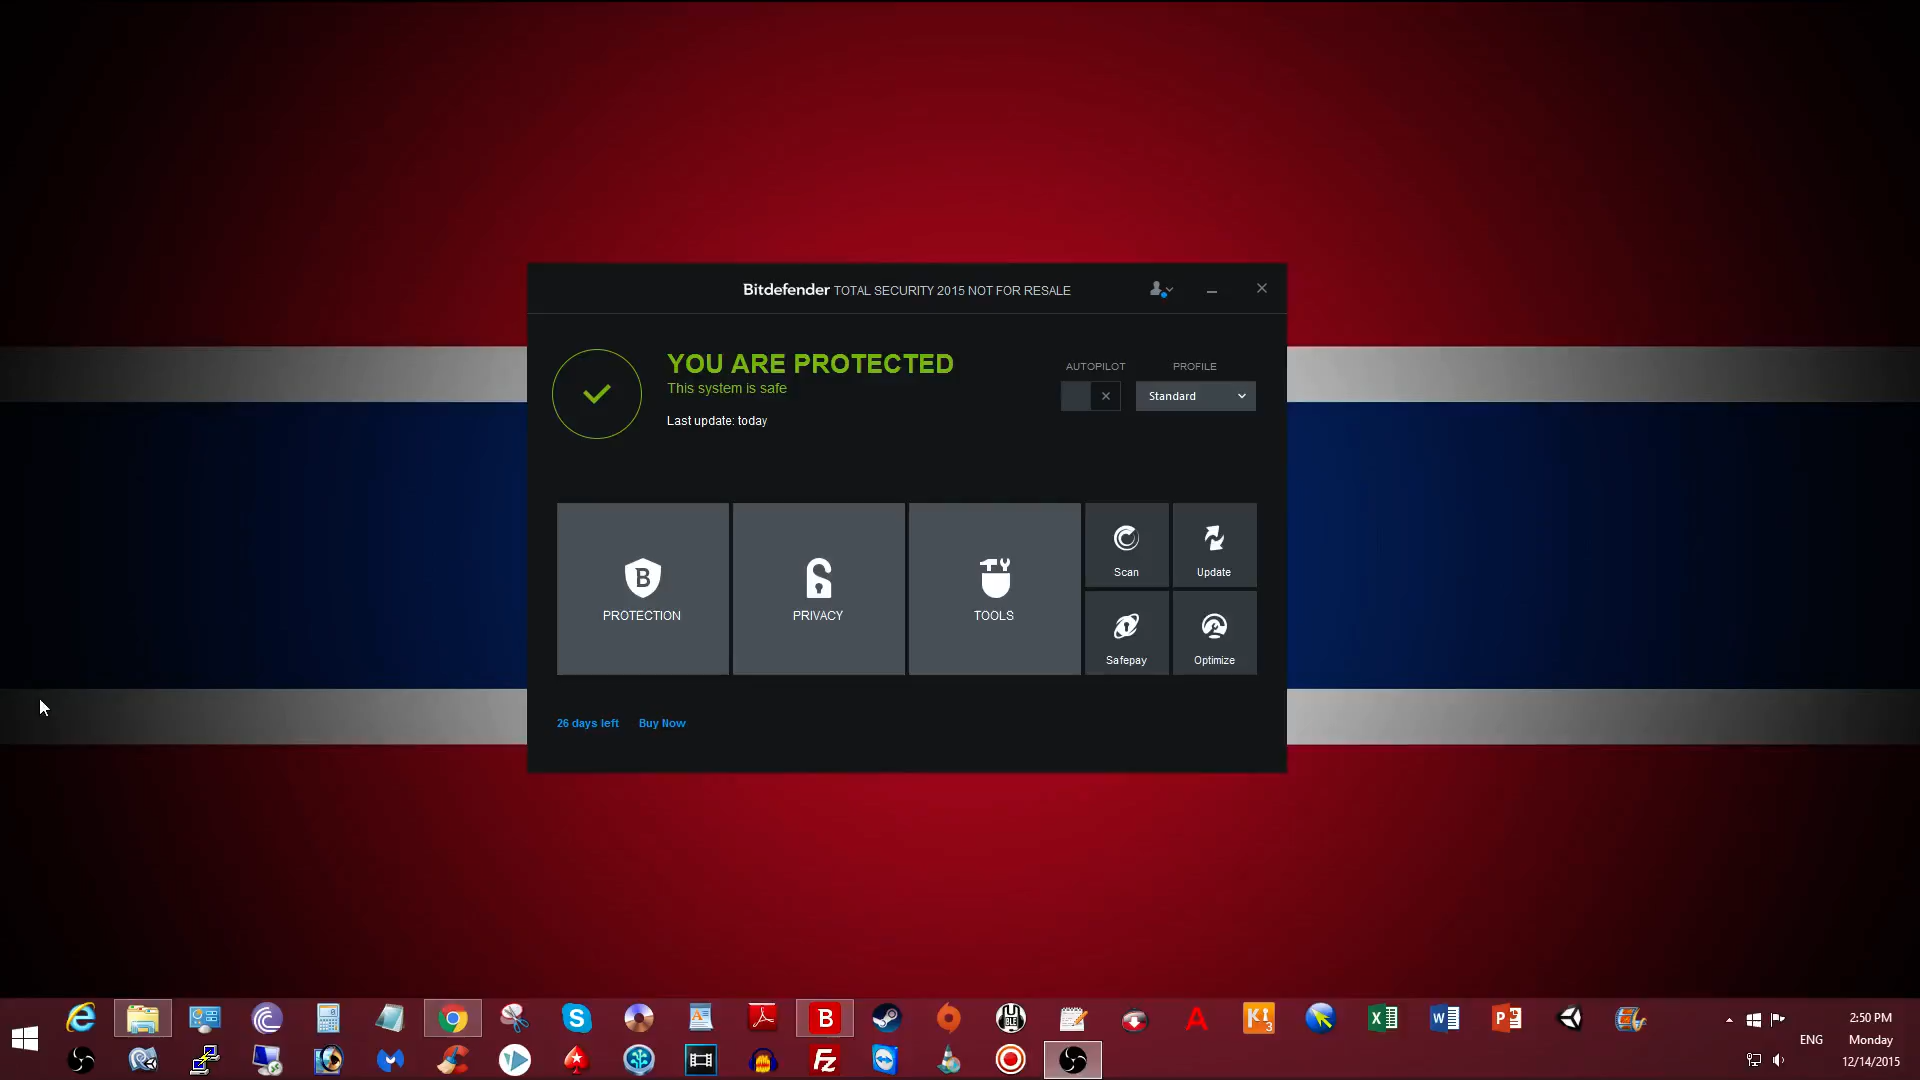 Bitdefender TOTAL SECURITY 2015 NOT FOR RESALE
YOU ARE PROTECTED
This system is safe
Last update: today
AUTOPILOT
PROFILE
Standard
B
PROTECTION
PRIVACY
TOOLS
Scan
Update
Safepay
Optimize
26 days left
Buy Now
2:50 PM
ENG
Monday
12/14/2015